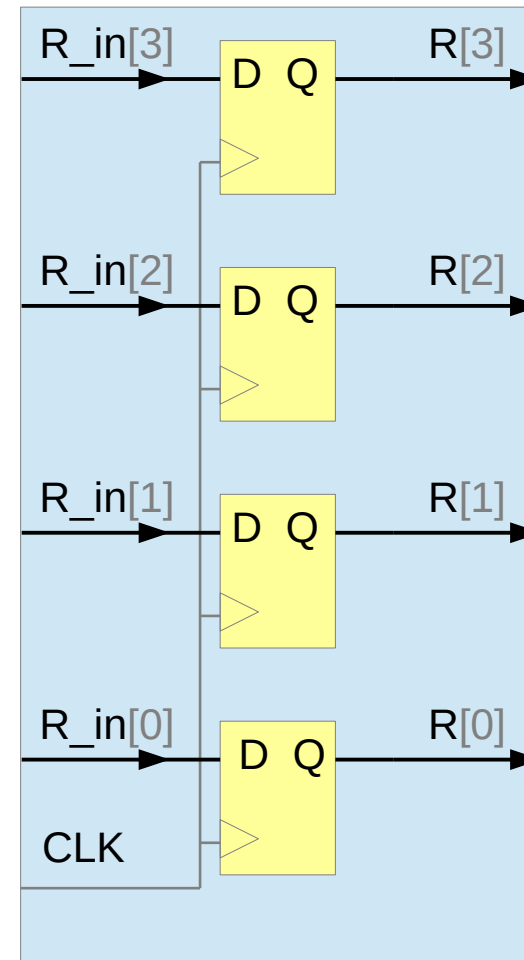 R_in[3] R[3]
D Q
R_in[2] R[2]
D Q
R_in[1] R[1]
D Q
R_in[0] R[0]
D Q
CLK